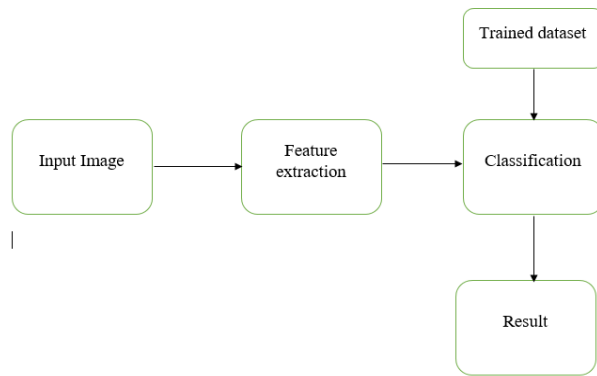 Trained dataset
Input Image
Feature
extraction
Classification
Result